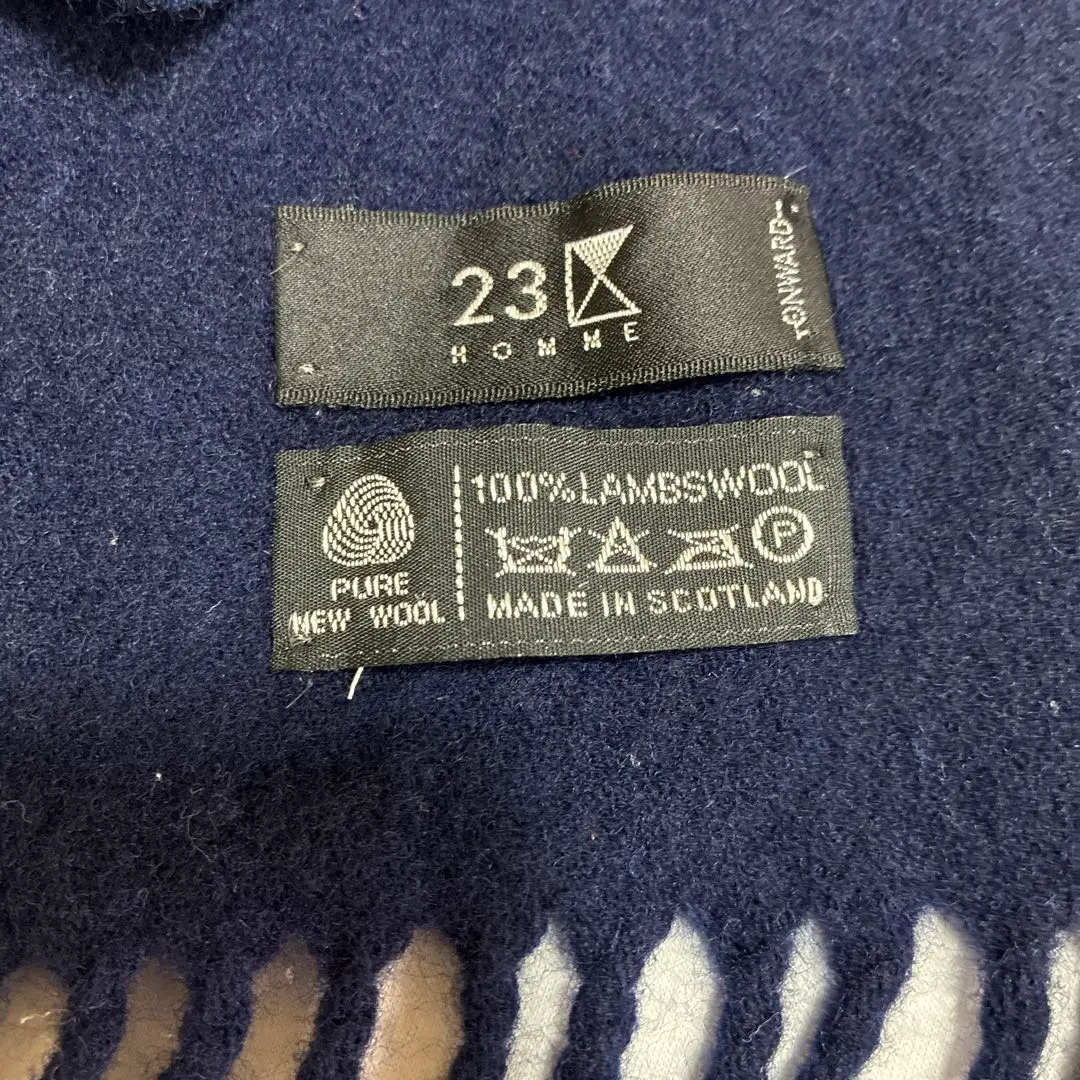 23
HOMME
ONWARD
PURE
NEW WOOL
100% LAMBSWOOL
P
MADE IN SCOTLAND